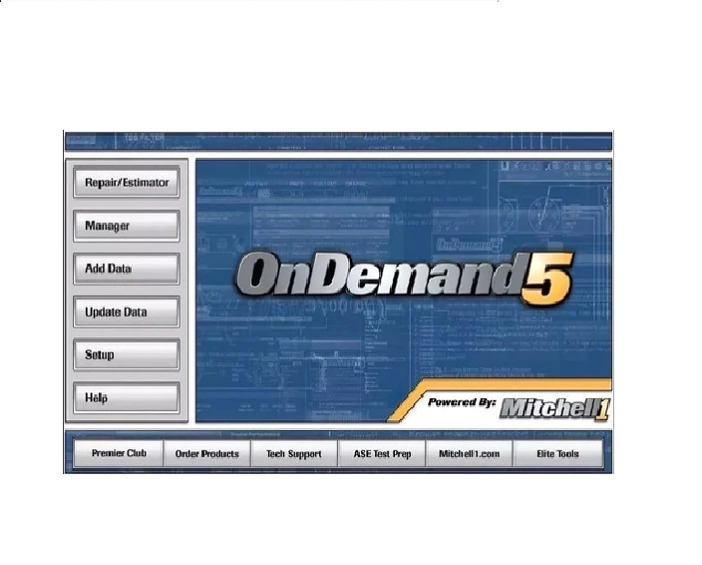 Repair/Estimator
Manager
Add Data
Update Data
Setup
Help
OnDemand5
Powered By: Mitchell1
Premier Club
Order Products
Tech Support
ASE Test Prep
Mitchell1.com
Elite Tools